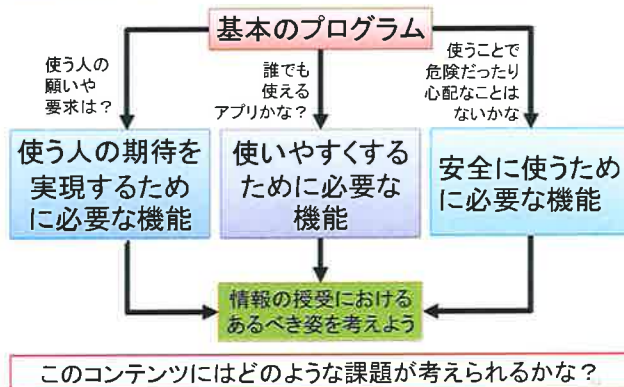 基本のプログラム
使う人の
願いや
要求は？
誰でも
使える
アプリかな？
使うことで
危険だったり
心配なことは
ないかな
使う人の期待を
実現するため
に必要な機能
使いやすくする
ために必要な
機能
安全に使うため
に必要な機能
情報の授受における
あるべき姿を考えよう
このコンテンツにはどのような課題が考えられるかな？